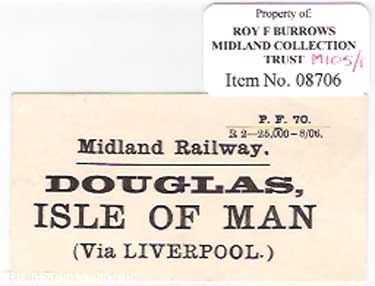 Property of:
ROY F BURROWS
MIDLAND COLLECTION
TRUST M105/1
Item No. 08706
P. F. 70.
R 2—25,000—8/06.
Midland Railway.
DOUGLAS,
ISLE OF MAN
(Via LIVERPOOL.)